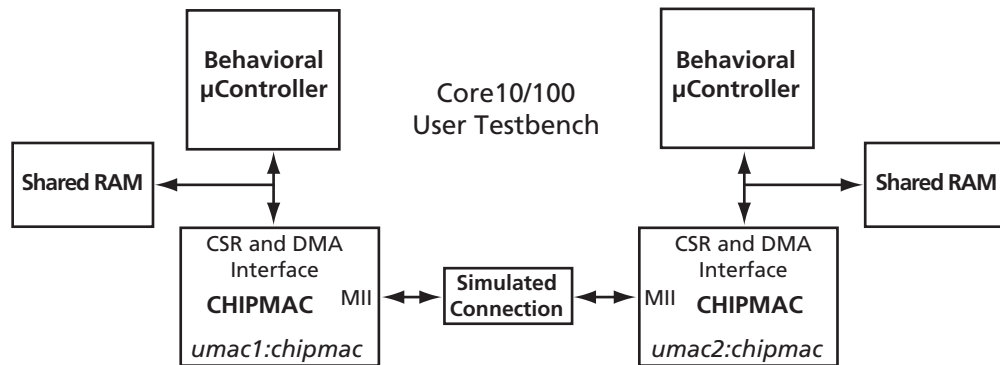 Behavioral
µController
Core10/100
User Testbench
Behavioral
µController
Shared RAM
Shared RAM
CSR and DMA
Interface
CHIPMAC
MII
umac1:chipmac
Simulated
Connection
CSR and DMA
Interface
MII
CHIPMAC
umac2:chipmac